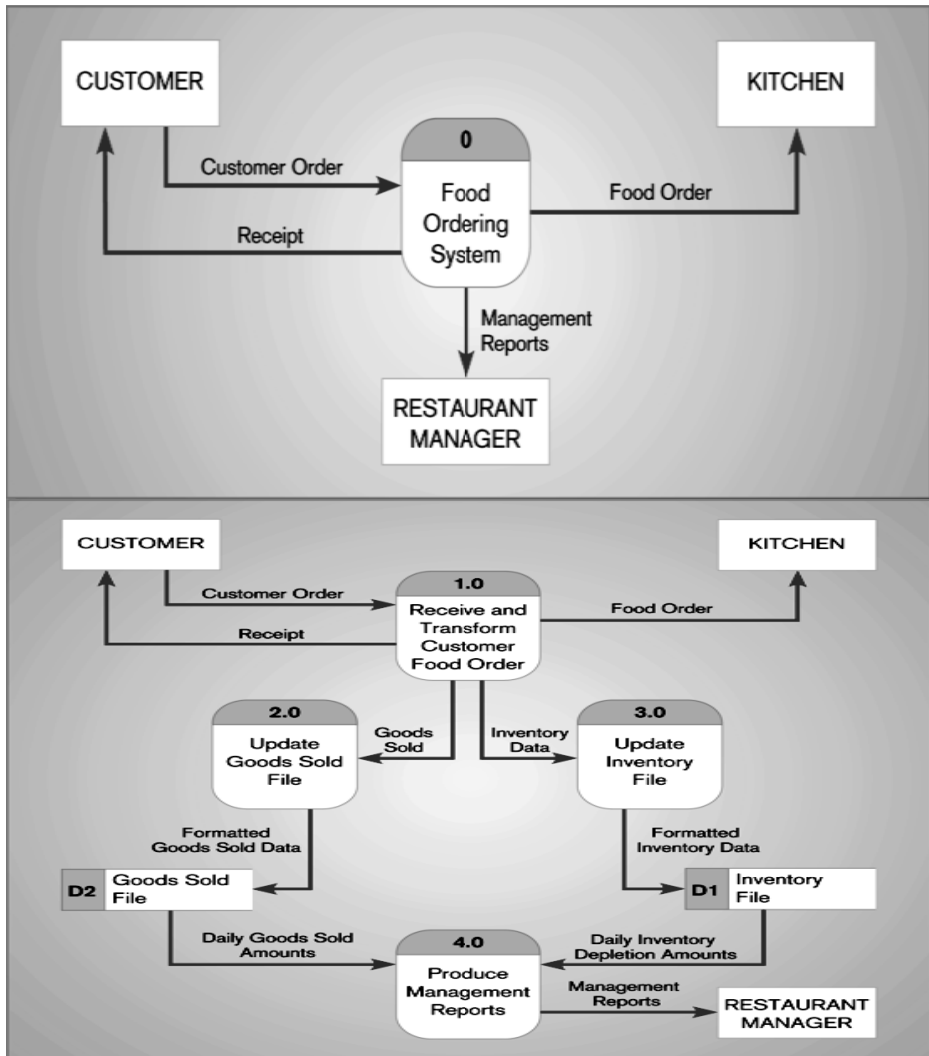 CUSTOMER
KITCHEN
0
Customer Order
Food
Ordering
System
Food Order
Receipt
Management
Reports
RESTAURANT
MANAGER
CUSTOMER
KITCHEN
1.0
Customer Order
Receive and
Transform
Customer
Food Order
Food Order
Receipt
2.0
Update
Goods Sold
File
Goods
Sold
Inventory
Data
3.0
Update
Inventory
File
Formatted
Goods Sold Data
Formatted
Inventory Data
D2
Goods Sold
File
D1
Inventory
File
Daily Goods Sold
Amounts
4.0
Produce
Management
Reports
Daily Inventory
Depletion Amounts
Management
Reports
RESTAURANT
MANAGER